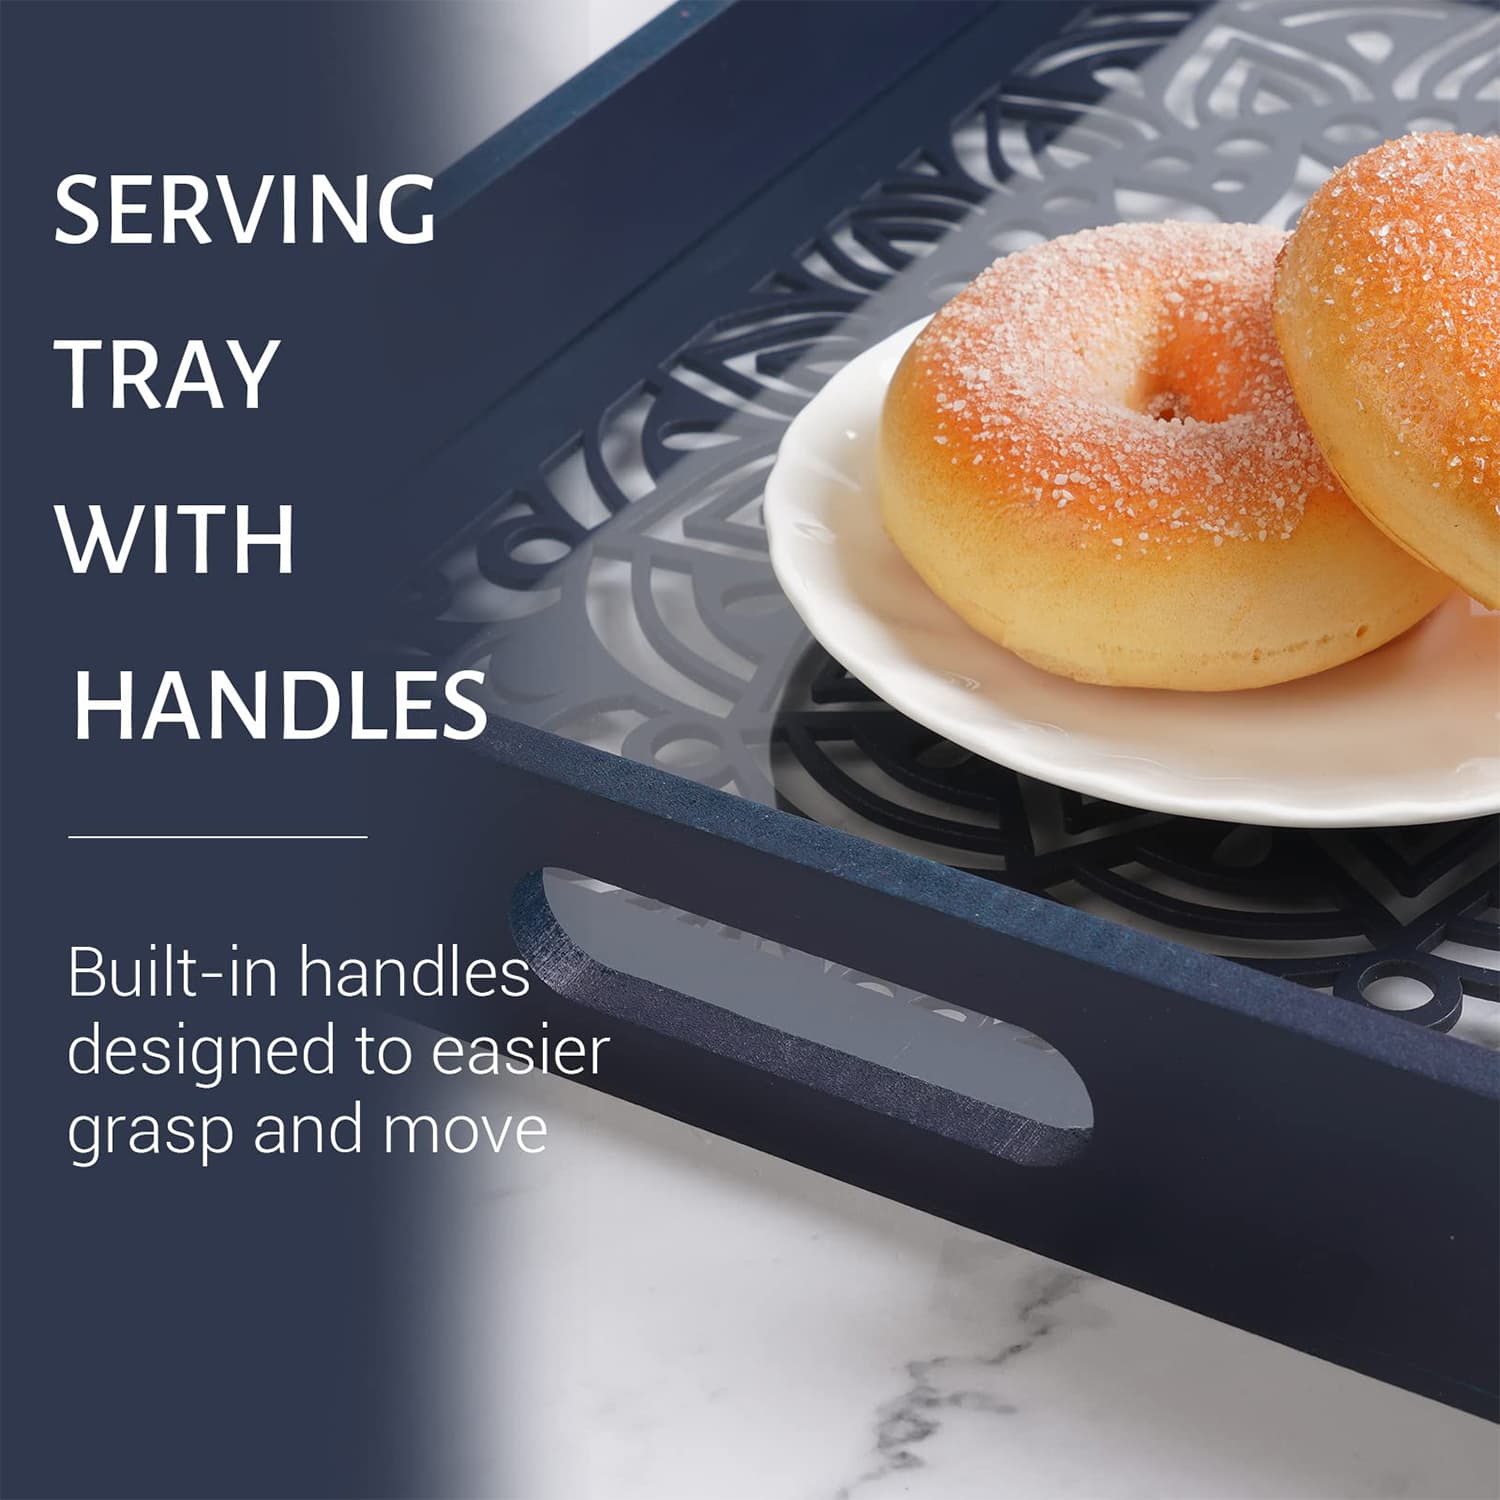 SERVING
TRAY
WITH
HANDLES
Built-in handles
designed to easier
grasp and move